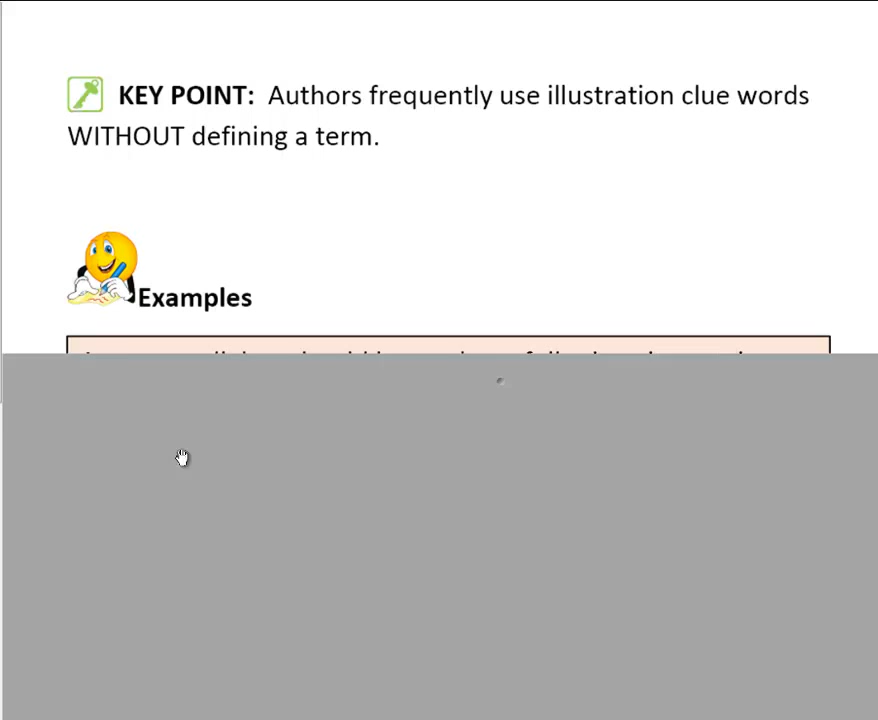 KEY POINT: Authors frequently use illustration clue words
WITHOUT defining a term.
Examples